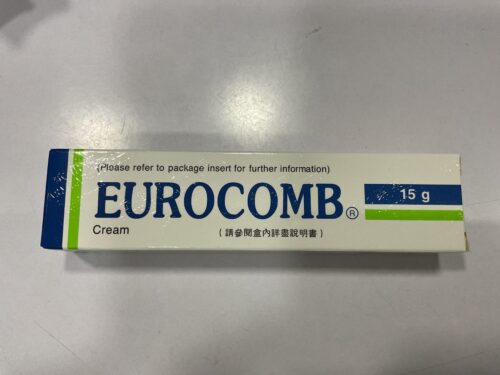 (Please refer to package insert for further information)
EUROCOMB®
15 g
Cream
(請參閱盒內詳盡說明書)